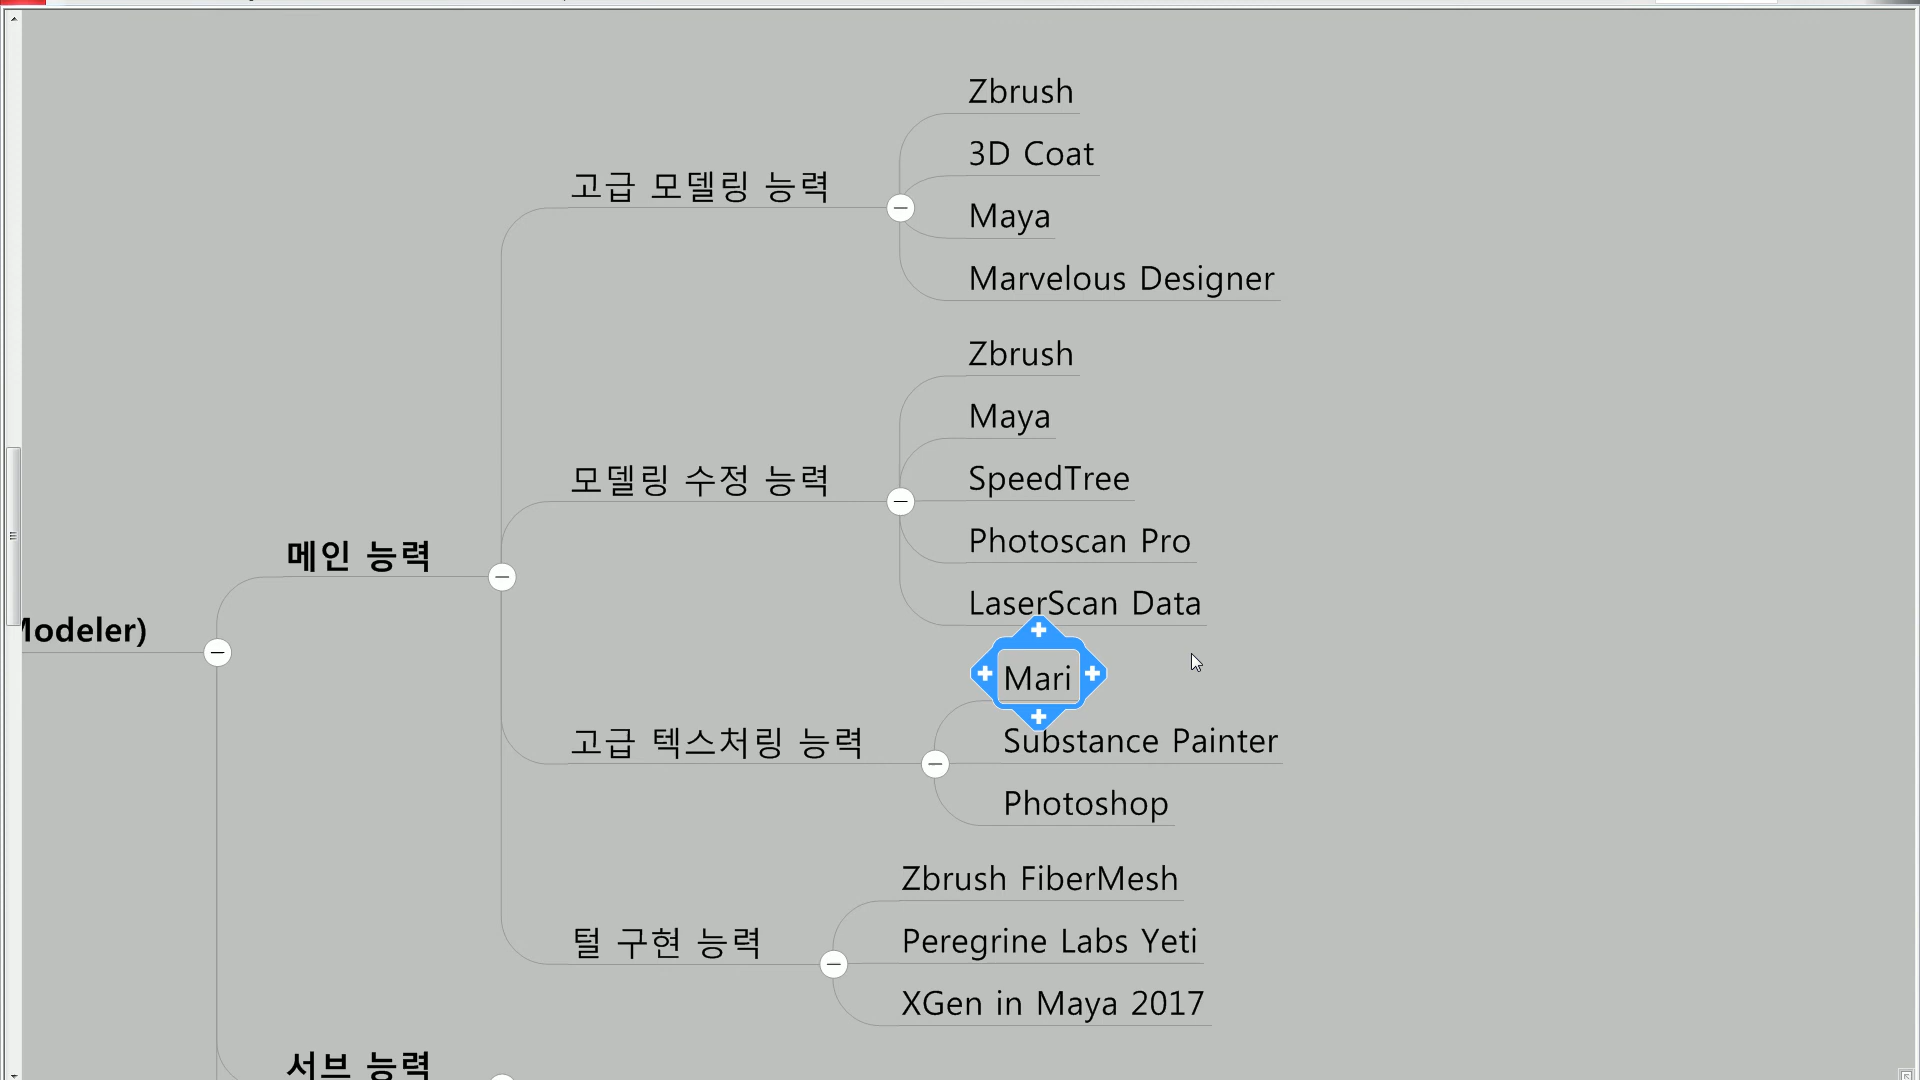 Zbrush
3D Coat
고급 모델링 능력
Maya
Marvelous Designer
Zbrush
Maya
모델링 수정 능력
SpeedTree
Photoscan Pro
LaserScan Data
메인 능력
Modeler)
Mari
고급 텍스처링 능력
Substance Painter
Photoshop
Zbrush FiberMesh
털 구현 능력
Peregrine Labs Yeti
XGen in Maya 2017
서브 능력